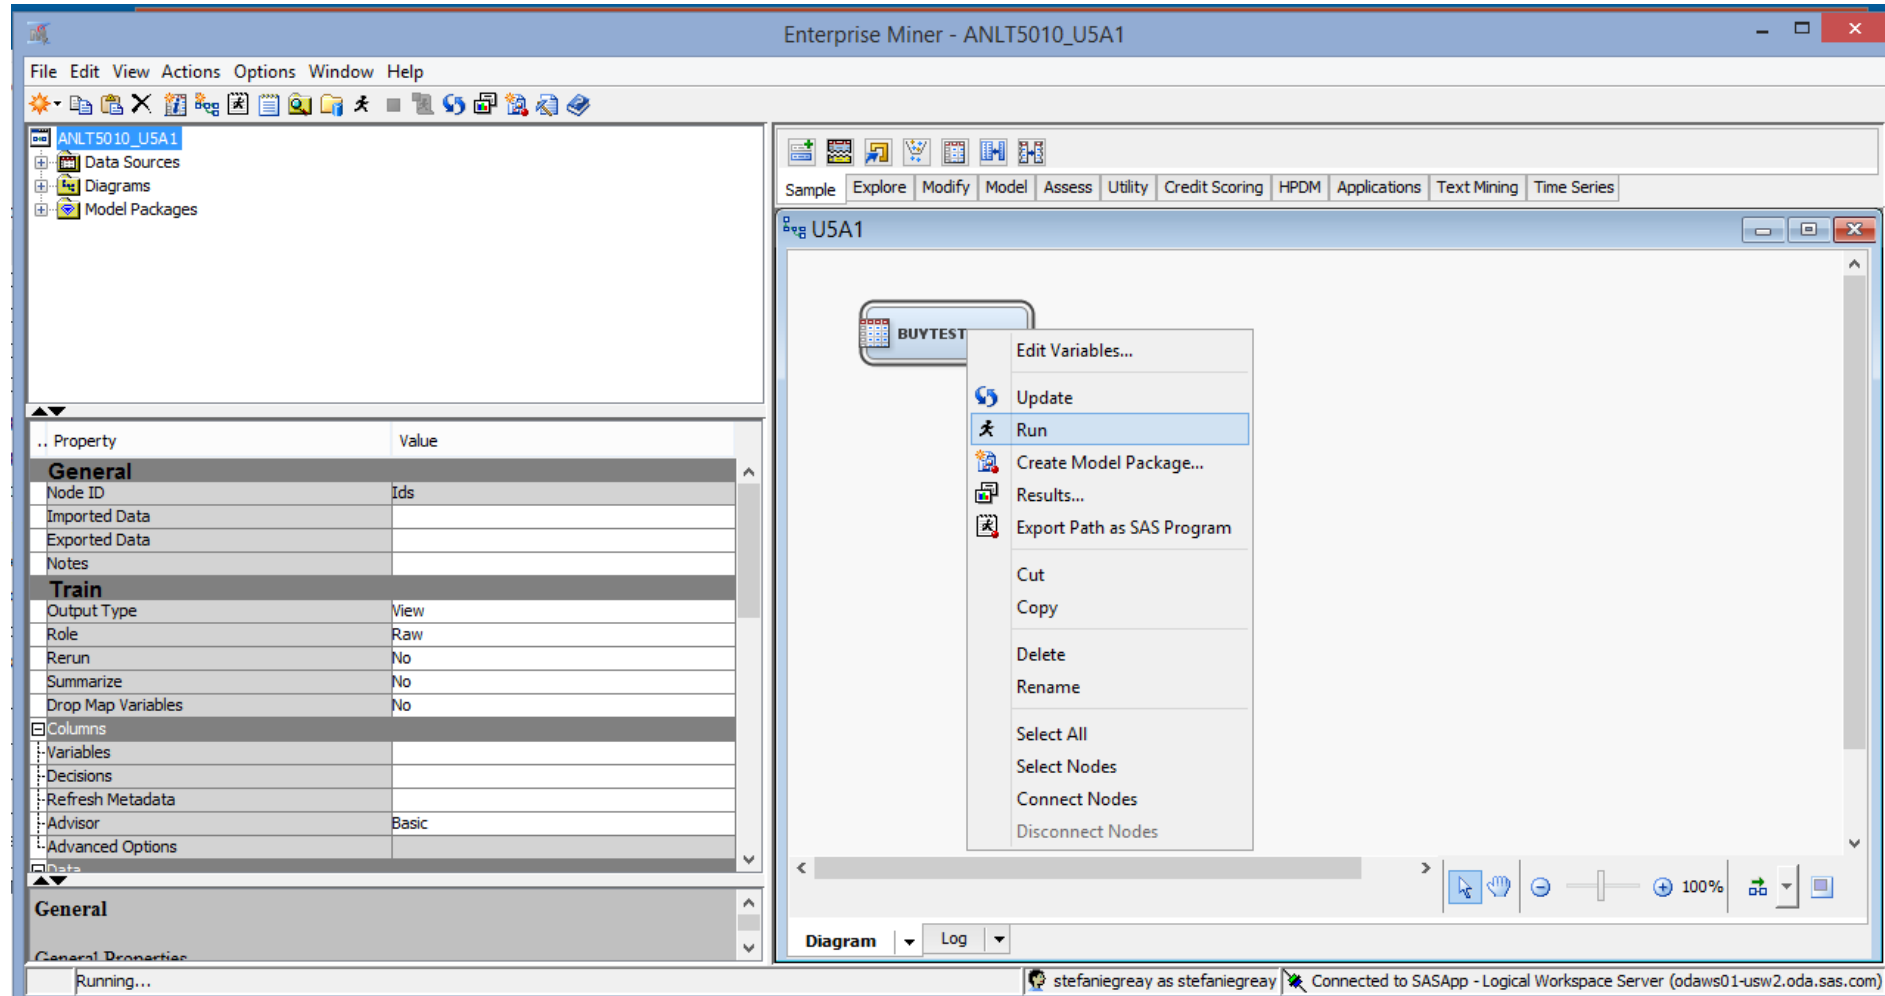 Enterprise Miner - ANLT5010_U5A1
File Edit View Actions Options Window Help
ANLT5010_U5A1
Data Sources
Diagrams
Model Packages
Sample Explore Modify Model Assess Utility Credit Scoring HPDM Applications Text Mining Time Series
U5A1
BUYTEST
Edit Variables...
Update
Run
Create Model Package...
Results...
Export Path as SAS Program
Cut
Copy
Delete
Rename
Select All
Select Nodes
Connect Nodes
Disconnect Nodes
.. Property Value
General
Node ID Ids
Imported Data
Exported Data
Notes
Train
Output Type View
Role Raw
Rerun No
Summarize No
Drop Map Variables No
Columns
Variables
Decisions
Refresh Metadata
Advisor Basic
Advanced Options
Data
General
General Properties
100%
Diagram Log
Running...
stefaniegreay as stefaniegreay Connected to SASApp - Logical Workspace Server (odaws01-usw2.oda.sas.com)